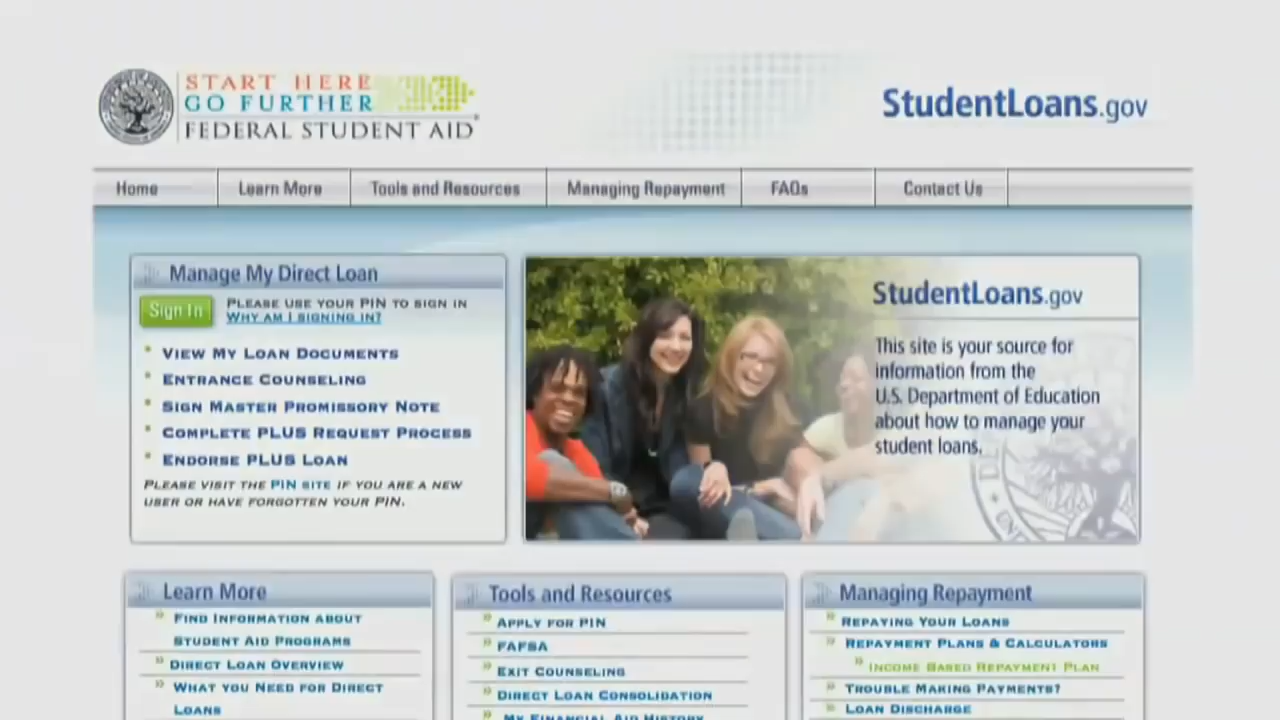 START HERE
GO FURTHER
FEDERAL STUDENT AID
StudentLoans.gov
Home
Learn More
Tools and Resources
Managing Repayment
FAQs
Contact Us
Manage My Direct Loan
Sign In
PLEASE USE YOUR PIN TO SIGN IN
WHY AM I SIGNING IN?
VIEW MY LOAN DOCUMENTS
ENTRANCE COUNSELING
SIGN MASTER PROMISSORY NOTE
COMPLETE PLUS REQUEST PROCESS
ENDORSE PLUS LOAN
PLEASE VISIT THE PIN SITE IF YOU ARE A NEW
USER OR HAVE FORGOTTEN YOUR PIN.
StudentLoans.gov
This site is your source for
information from the
U.S. Department of Education
about how to manage your
student loans.
Learn More
FIND INFORMATION ABOUT
STUDENT AID PROGRAMS
DIRECT LOAN OVERVIEW
WHAT YOU NEED FOR DIRECT
LOANS
Tools and Resources
APPLY FOR PIN
FAFSA
EXIT COUNSELING
DIRECT LOAN CONSOLIDATION
MY FINANCIAL AID HISTORY
Managing Repayment
REPAYING YOUR LOANS
REPAYMENT PLANS & CALCULATORS
INCOME BASED REPAYMENT PLAN
TROUBLE MAKING PAYMENTS?
LOAN DISCHARGE